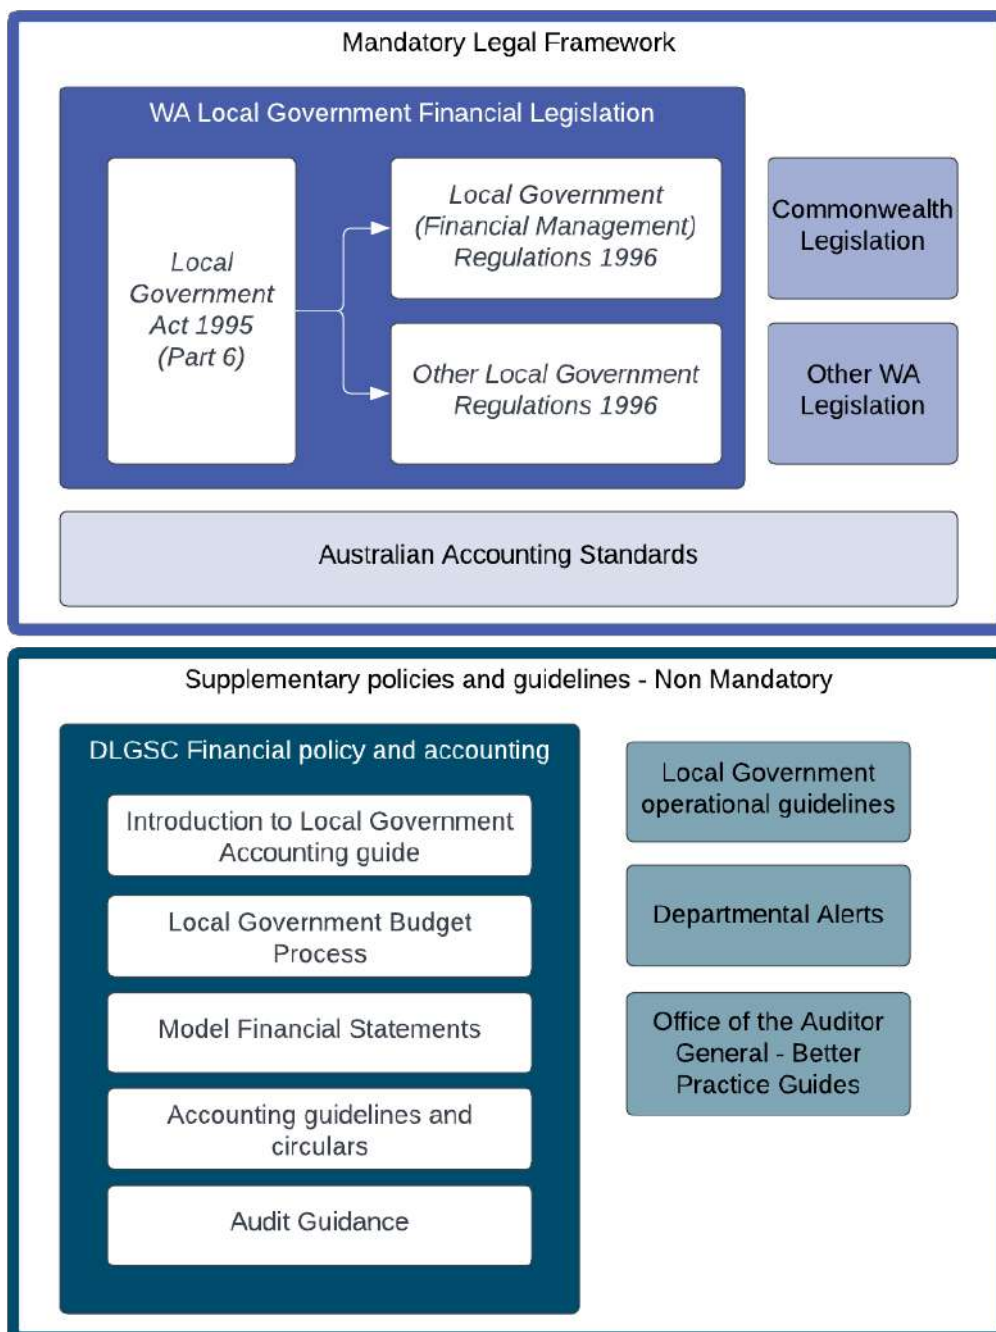 Mandatory Legal Framework
WA Local Government Financial Legislation
Local
Government
Act 1995
(Part 6)
Local Government
(Financial Management)
Regulations 1996
Other Local Government
Regulations 1996
Commonwealth
Legislation
Other WA
Legislation
Australian Accounting Standards
Supplementary policies and guidelines - Non Mandatory
DLGSC Financial policy and accounting
Introduction to Local Government
Accounting guide
Local Government Budget
Process
Model Financial Statements
Accounting guidelines and
circulars
Audit Guidance
Local Government
operational guidelines
Departmental Alerts
Office of the Auditor
General - Better
Practice Guides